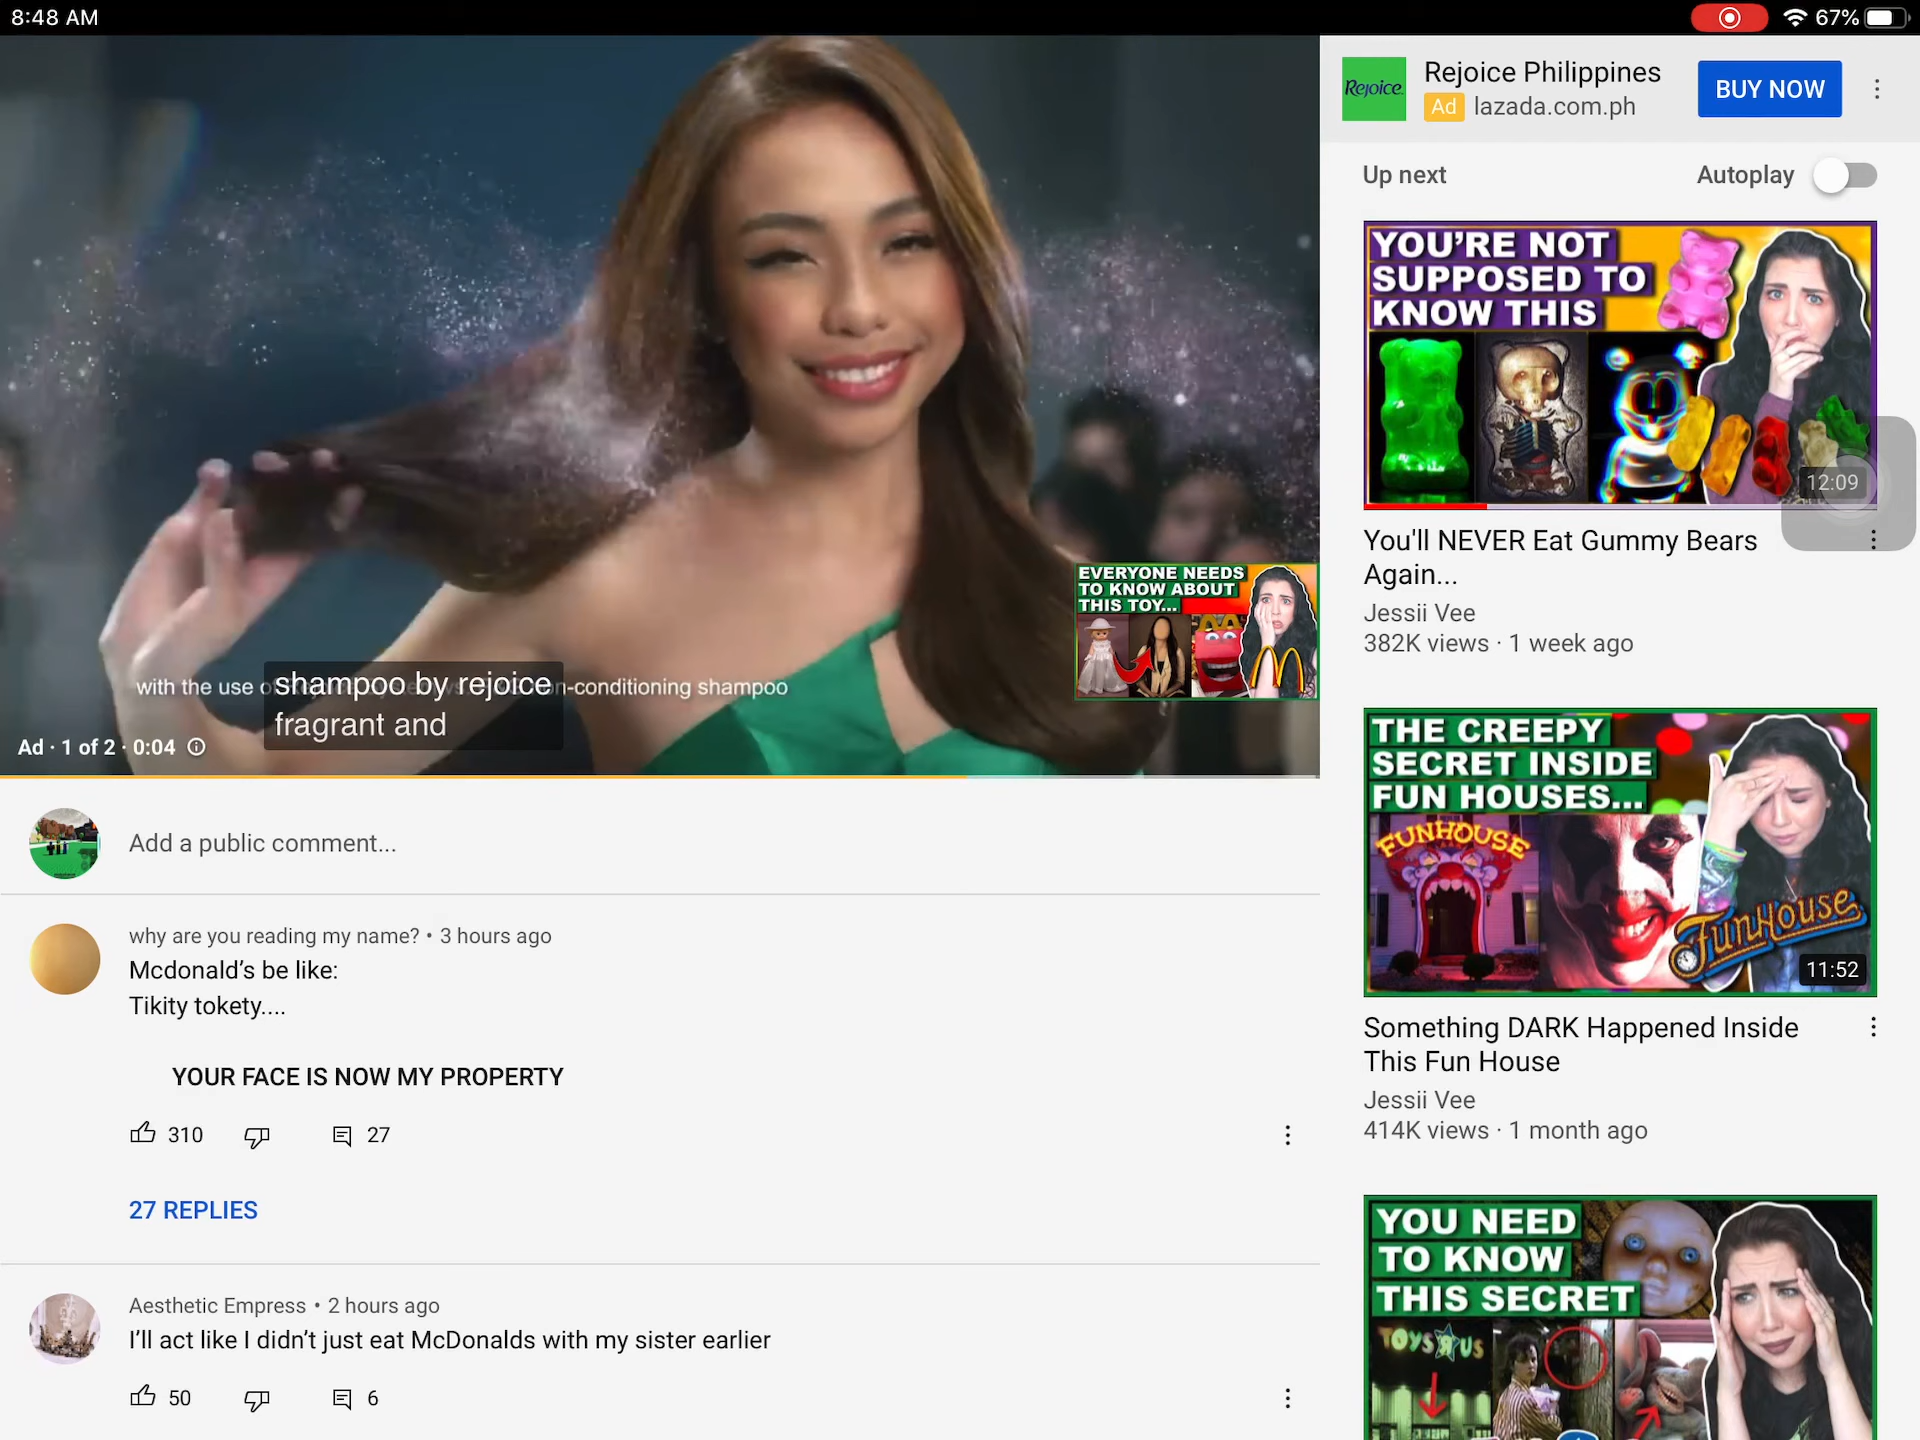 8:48 AM
67%
Rejoice
Rejoice Philippines
Ad lazada.com.ph
BUY NOW
Up next
Autoplay
YOU'RE NOT
SUPPOSED TO
KNOW THIS
12:09
You'll NEVER Eat Gummy Bears
Again...
Jessii Vee
382K views · 1 week ago
THE CREEPY
SECRET INSIDE
FUN HOUSES...
FUNHOUSE
FunHouse
11:52
Something DARK Happened Inside
This Fun House
Jessii Vee
414K views · 1 month ago
YOU NEED
TO KNOW
THIS SECRET
TOYS R US
EVERYONE NEEDS
TO KNOW ABOUT
THIS TOY...
with the use of
n-conditioning shampoo
shampoo by rejoice
fragrant and
Ad · 1 of 2 · 0:04
Add a public comment...
why are you reading my name? • 3 hours ago
Mcdonald's be like:
Tikity tokety....
YOUR FACE IS NOW MY PROPERTY
310
27
27 REPLIES
Aesthetic Empress • 2 hours ago
I'll act like I didn't just eat McDonalds with my sister earlier
50
6